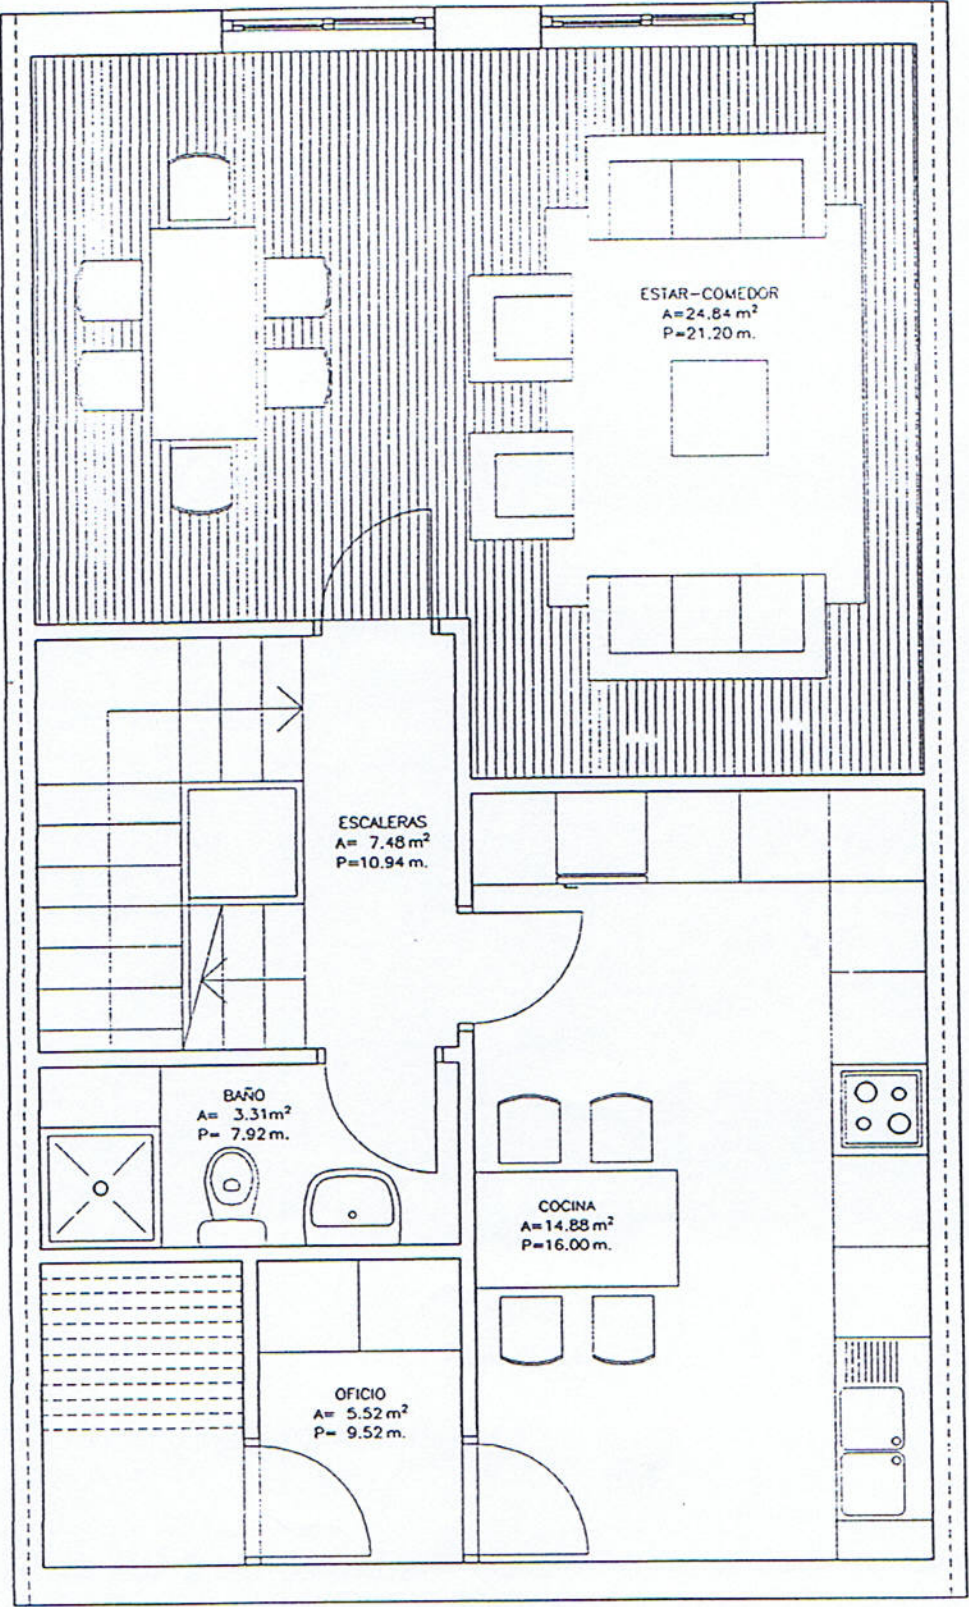 ESTAR-COMEDOR
A=24.84 m²
P=21.20 m.
ESCALERAS
A= 7.48 m²
P=10.94 m.
BAÑO
A= 3.31m²
P= 7.92 m.
COCINA
A=14.88 m²
P=16.00 m.
OFICIO
A= 5.52 m²
P= 9.52 m.